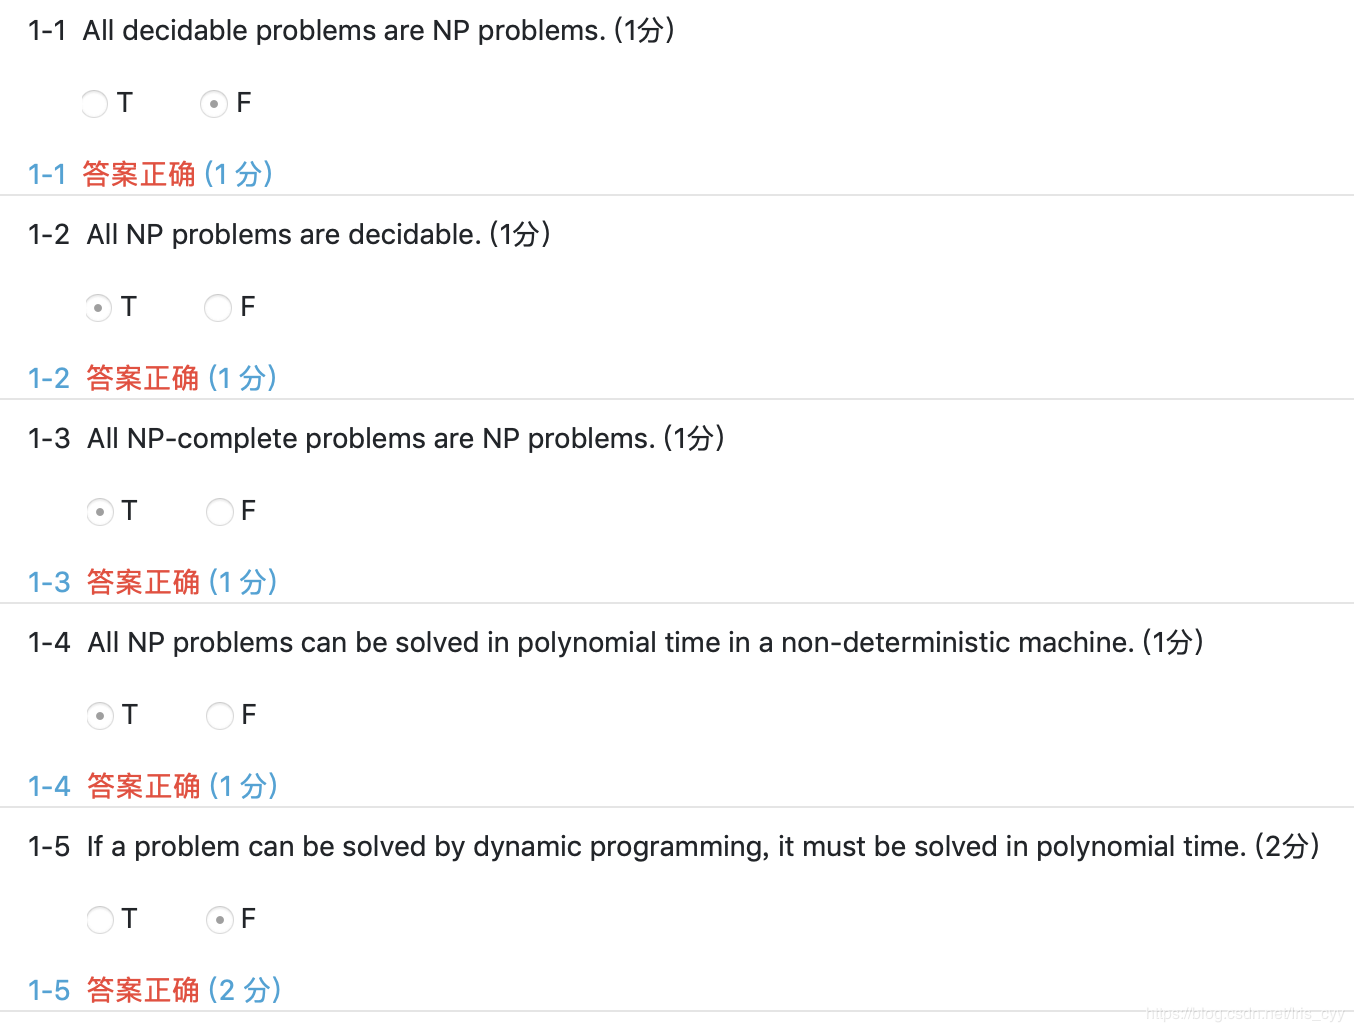 1-1 All decidable problems are NP problems. (1分)
T F
1-1 答案正确 (1 分)
1-2 All NP problems are decidable. (1分)
T F
1-2 答案正确 (1 分)
1-3 All NP-complete problems are NP problems. (1分)
T F
1-3 答案正确 (1 分)
1-4 All NP problems can be solved in polynomial time in a non-deterministic machine. (1分)
T F
1-4 答案正确 (1 分)
1-5 If a problem can be solved by dynamic programming, it must be solved in polynomial time. (2分)
T F
1-5 答案正确 (2 分)
https://blog.csdn.net/Iris_cyy